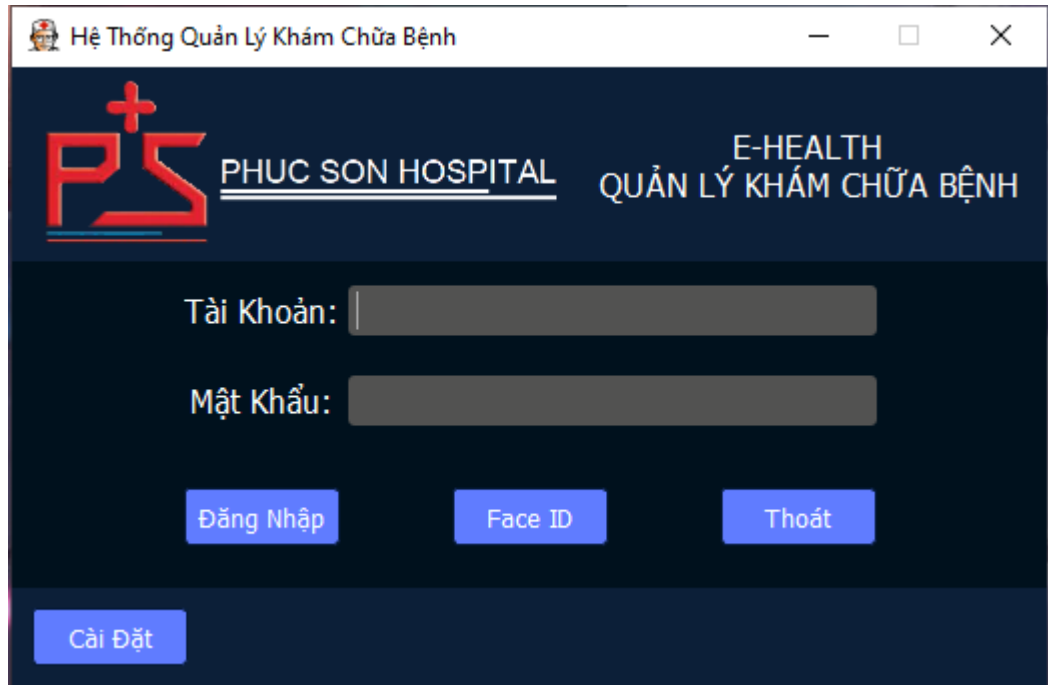 Hệ Thống Quản Lý Khám Chữa Bệnh
PS
PHUC SON HOSPITAL
E-HEALTH
QUẢN LÝ KHÁM CHỮA BỆNH
Tài Khoản:
Mật Khẩu:
Đăng Nhập
Face ID
Thoát
Cài Đặt